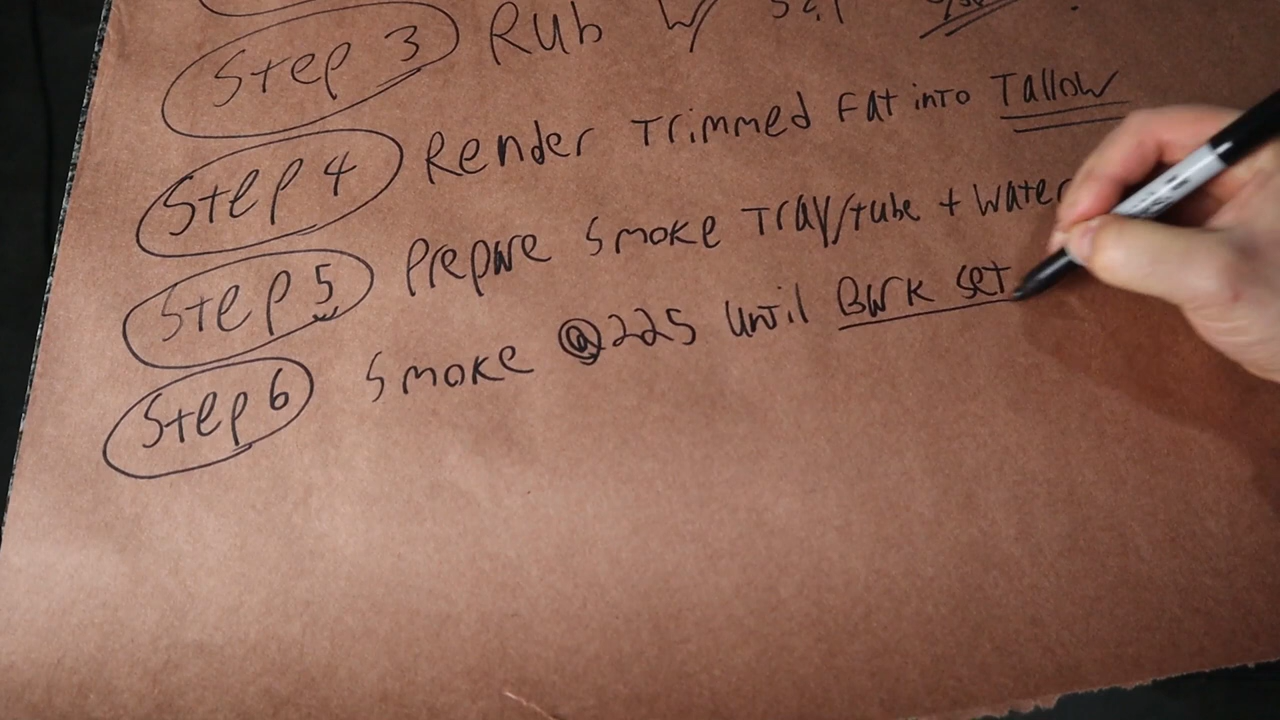 Step 3 Rub w/ S&P
Step 4 Render Trimmed Fat into Tallow
Step 5 Prepare Smoke Tray/tube + Water
Step 6 Smoke @225 until Bark set